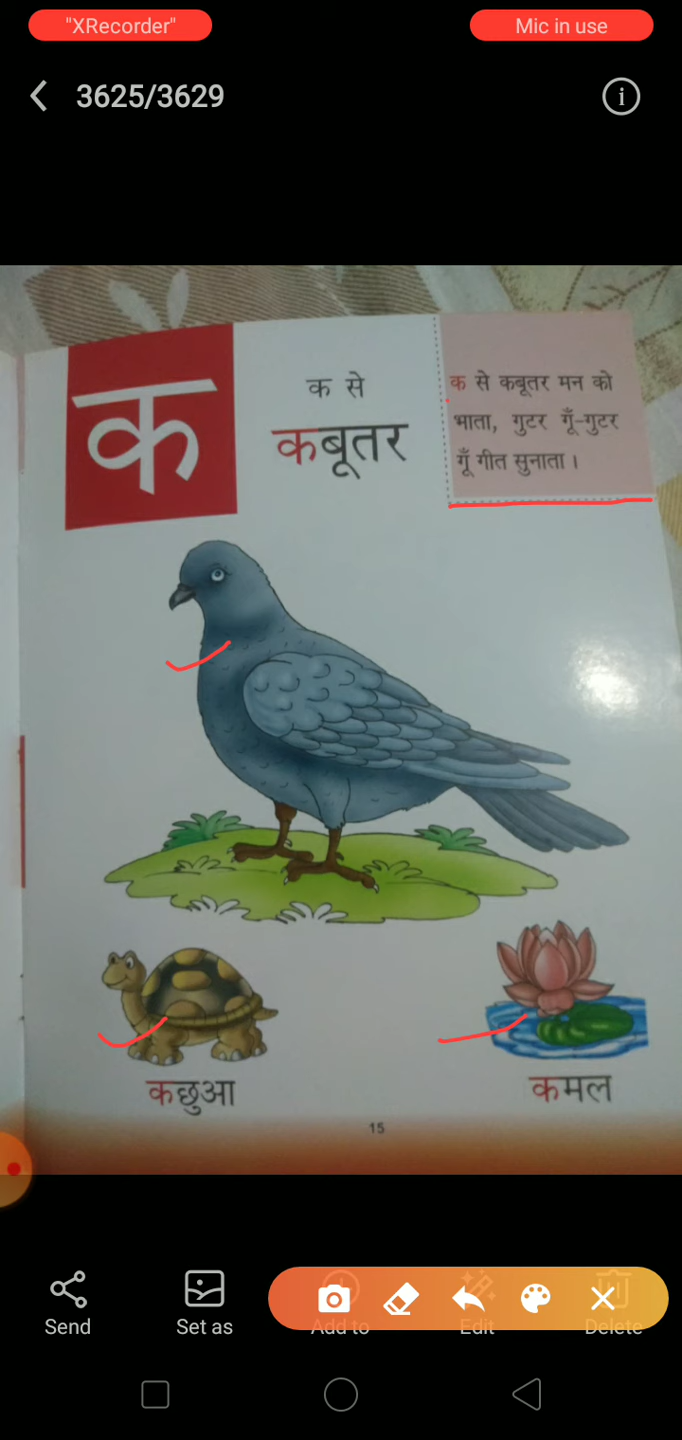 "XRecorder"
Mic in use
3625/3629
क
क से
कबूतर
क से कबूतर मन को
भाता, गुटर गूँ-गुटर
गूँ गीत सुनाता।
कछुआ
कमल
15
Send
Set as
Add to
Edit
Delete